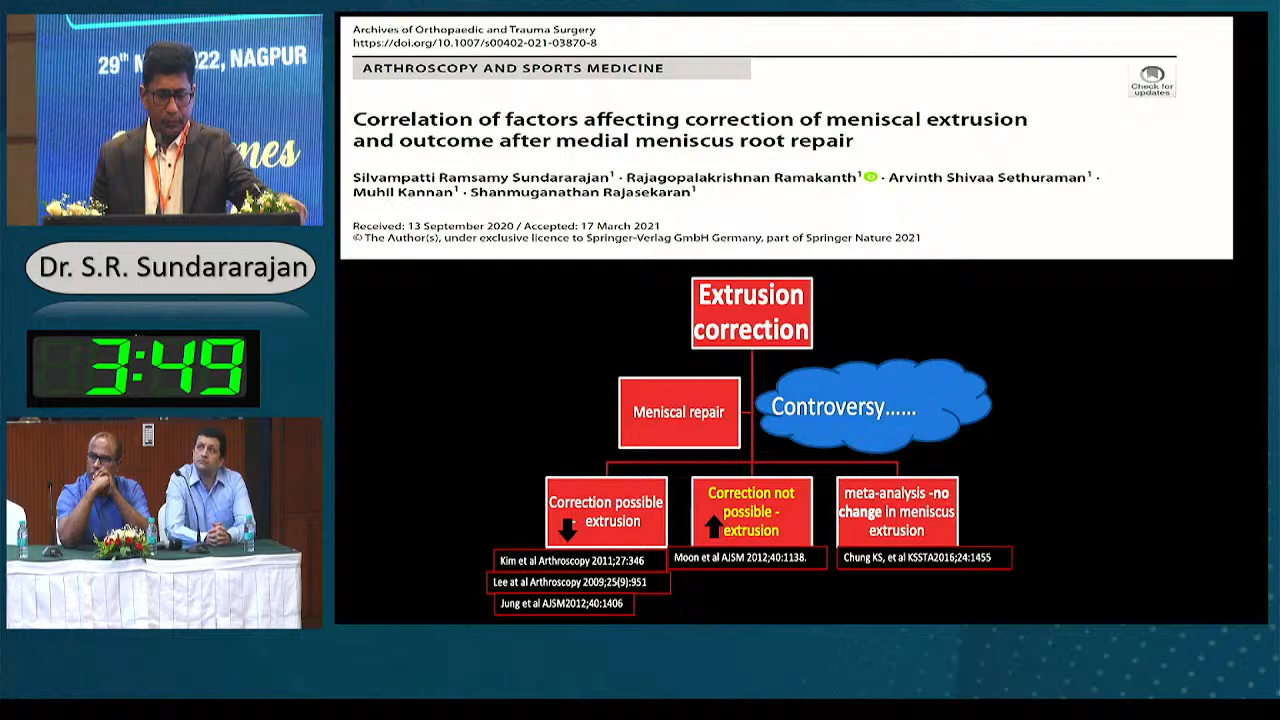 29th M 2022, NAGPUR
mes
Dr. S.R. Sundararajan
3:49
Archives of Orthopaedic and Trauma Surgery
https://doi.org/10.1007/s00402-021-03870-8
ARTHROSCOPY AND SPORTS MEDICINE
Check for
updates
Correlation of factors affecting correction of meniscal extrusion
and outcome after medial meniscus root repair
Silvampatti Ramsamy Sundararajan¹ · Rajagopalakrishnan Ramakanth¹ · Arvinth Shivaa Sethuraman¹ ·
Muhil Kannan¹ · Shanmuganathan Rajasekaran¹
Received: 13 September 2020 / Accepted: 17 March 2021
© The Author(s), under exclusive licence to Springer-Verlag GmbH Germany, part of Springer Nature 2021
Extrusion
correction
Meniscal repair
Controversy......
Correction possible
- extrusion
Correction not
possible -
extrusion
meta-analysis -no
change in meniscus
extrusion
Kim et al Arthroscopy 2011;27:346
Lee at al Arthroscopy 2009;25(9):951
Jung et al AJSM2012;40:1406
Moon et al AJSM 2012;40:1138.
Chung KS, et al KSSTA2016;24:1455